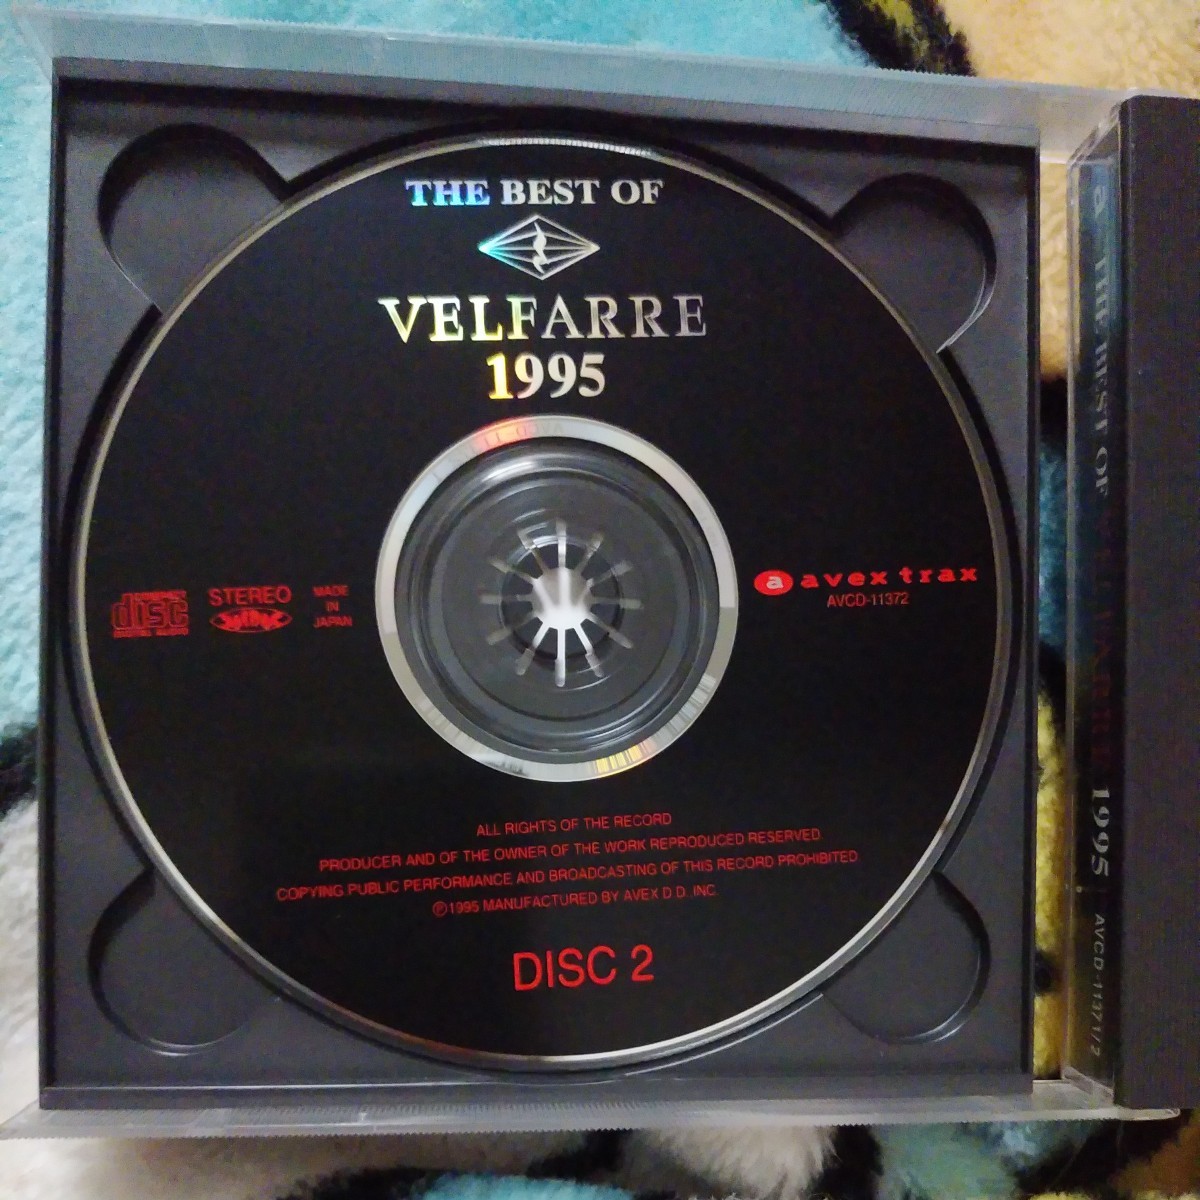 THE BEST OF
VELFARRE
1995
COMPACT
disc
DIGITAL AUDIO
STEREO
MADE
IN
JAPAN
a avex trax
AVCD-11372
ALL RIGHTS OF THE RECORD
PRODUCER AND OF THE OWNER OF THE WORK REPRODUCED RESERVED
COPYING PUBLIC PERFORMANCE AND BROADCASTING OF THIS RECORD PROHIBITED
Ⓟ1995 MANUFACTURED BY AVEX D.D. INC.
DISC 2
a THE BEST OF VELFARRE 1995 AVCD-11371/2